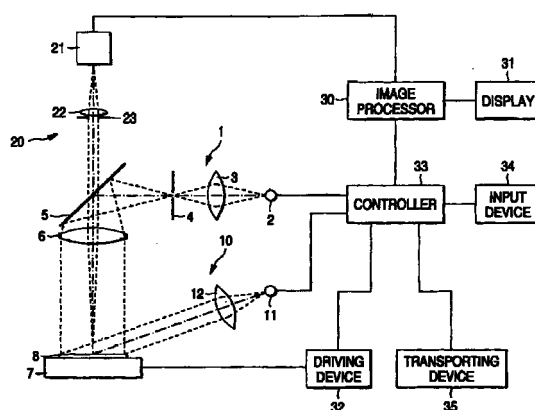 21
31
30
IMAGE
PROCESSOR
DISPLAY
22
23
20
1
3
33
34
CONTROLLER
INPUT
DEVICE
5
4
2
6
10
12
11
8
7
DRIVING
DEVICE
TRANSPORTING
DEVICE
32
35